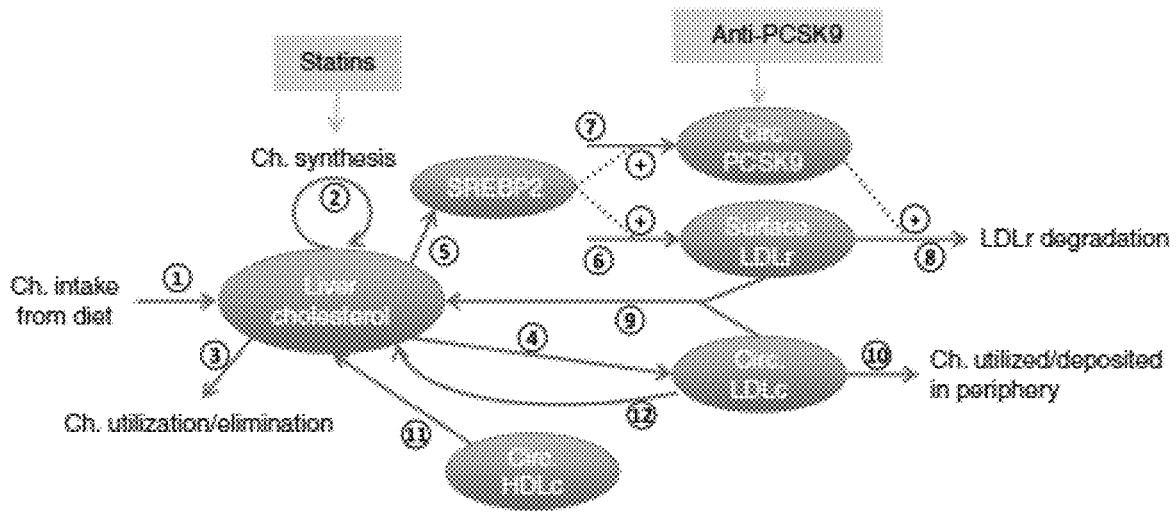 Statins
Anti-PCSK9
Ch. synthesis
②
⑦
+
Circ
PCSK9
SREBP2
⑤
+
⑥
Surface
LDLr
+
⑧
LDLr degradation
Ch. intake
from diet
①
Liver
cholesterol
⑨
③
④
Circ
LDLc
⑩
Ch. utilized/deposited
in periphery
Ch. utilization/elimination
⑪
⑫
Circ
HDLc